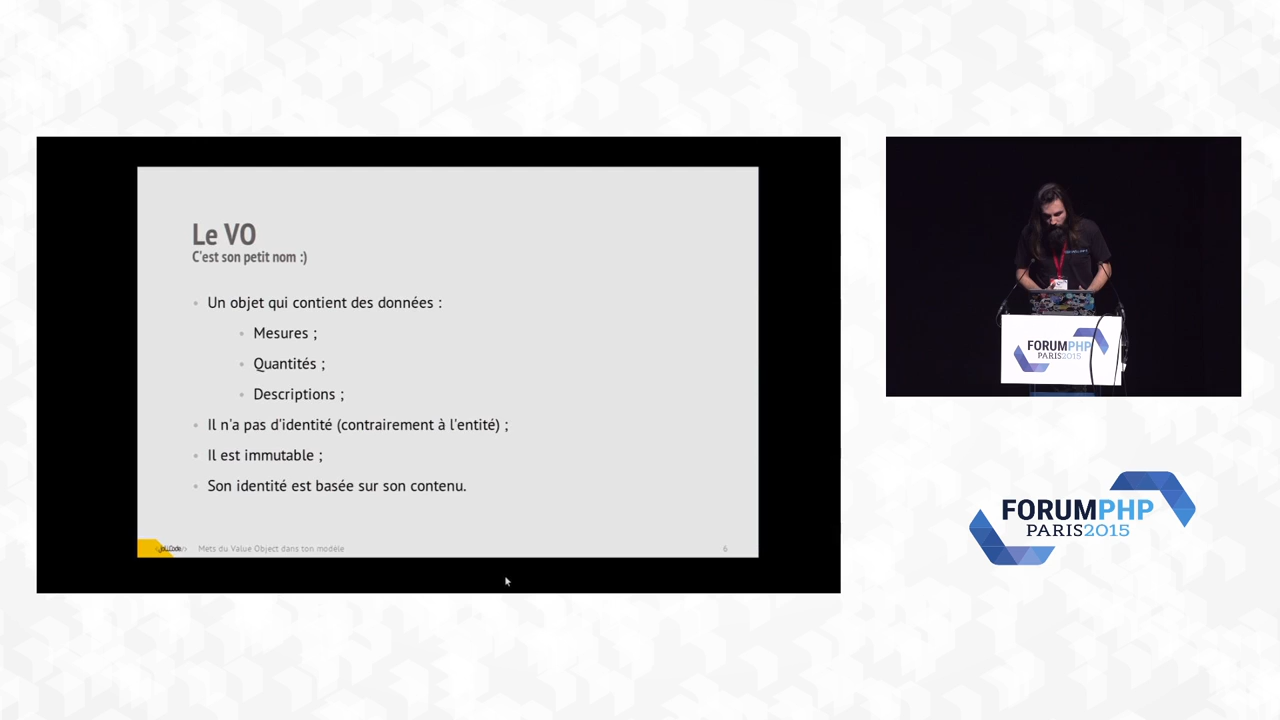 Le VO
C'est son petit nom :)
Un objet qui contient des données :
Mesures ;
Quantités ;
Descriptions ;
Il n'a pas d'identité (contrairement à l'entité) ;
Il est immutable ;
Son identité est basée sur son contenu.
JoliCode
Mets du Value Object dans ton modèle
6
FORUMPHP
PARIS2015
FORUMPHP
PARIS2015